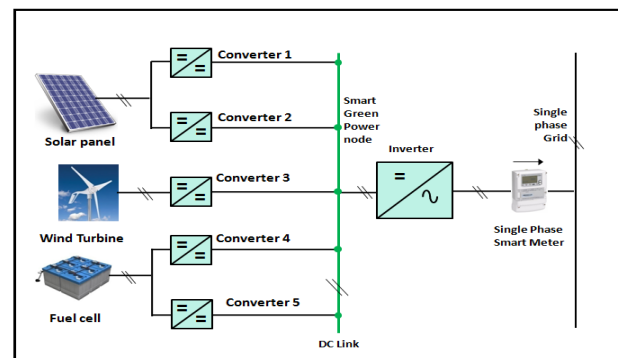 Converter 1
Solar panel
Converter 2
Smart
Green
Power
node
Single
phase
Grid
Inverter
Converter 3
Wind Turbine
Single Phase
Smart Meter
Converter 4
Fuel cell
Converter 5
DC Link